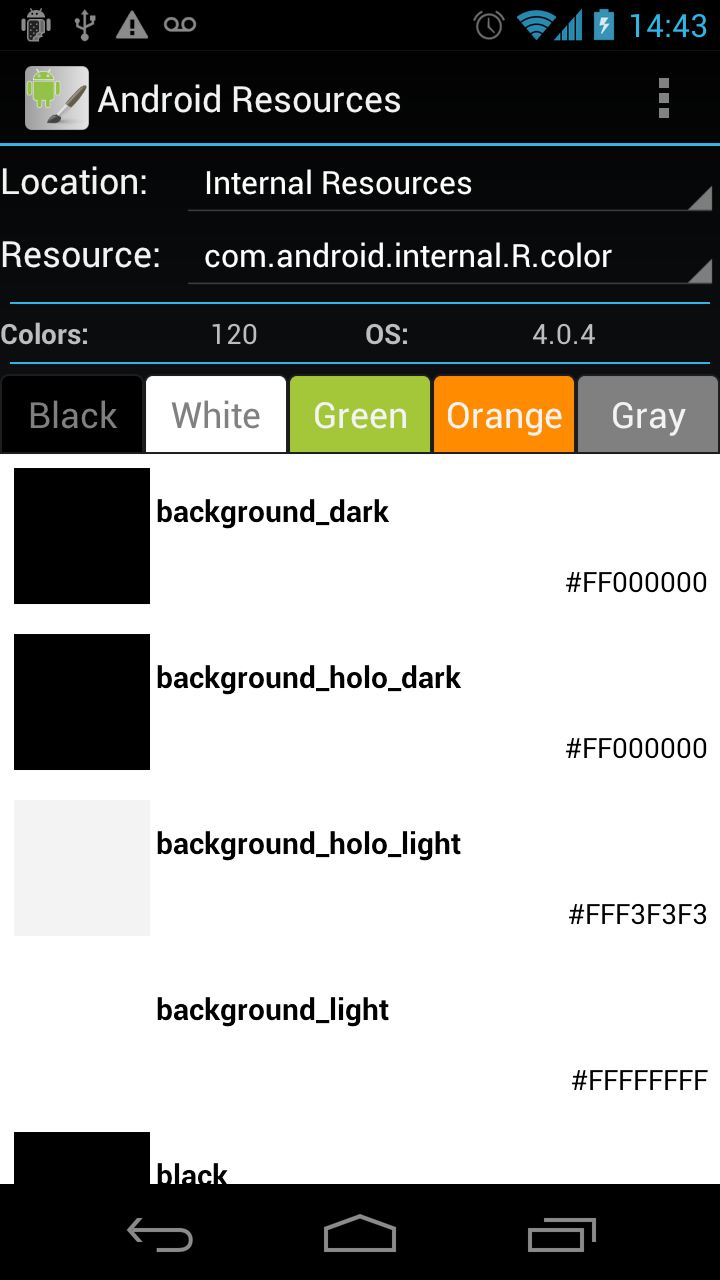 14:43
Android Resources
Location: Internal Resources
Resource: com.android.internal.R.color
Colors: 120 OS: 4.0.4
Black White Green Orange Gray
background_dark
#FF000000
background_holo_dark
#FF000000
background_holo_light
#FFF3F3F3
background_light
#FFFFFFFF
black